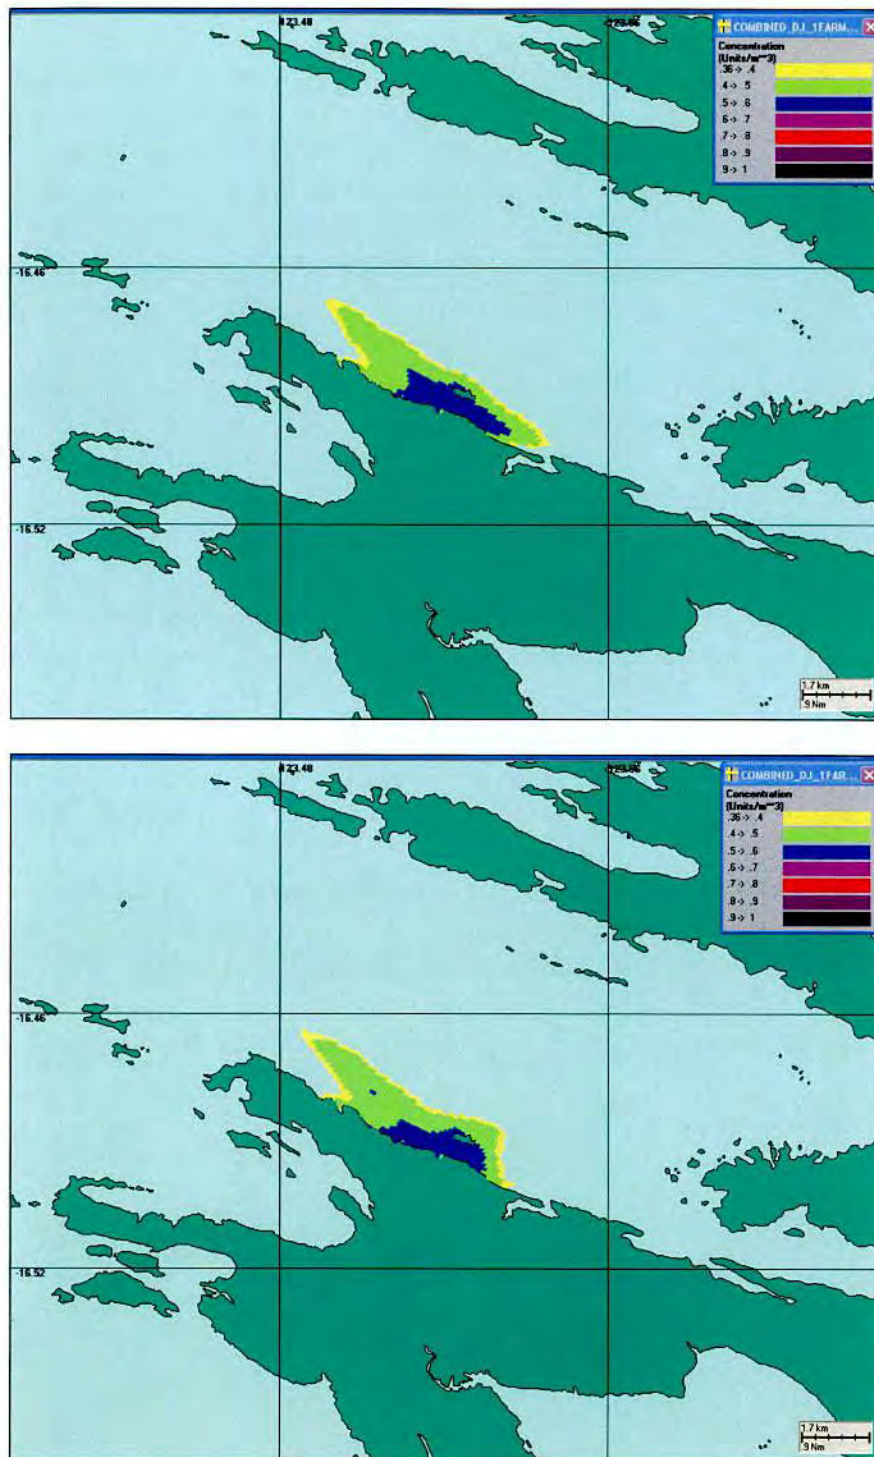 23.48
COMBINED_DJ_1FARM...
Concentration
(Units/m**3)
.36 -> .4
.4 -> .5
.5 -> .6
.6 -> .7
.7 -> .8
.8 -> .9
.9 -> 1
-16.46
-16.52
1.7 km
.9 Nm
23.48
COMBINED_DJ_1FAR...
Concentration
(Units/m**3)
.36 -> .4
.4 -> .5
.5 -> .6
.6 -> .7
.7 -> .8
.8 -> .9
.9 -> 1
-16.46
-16.52
1.7 km
.9 Nm